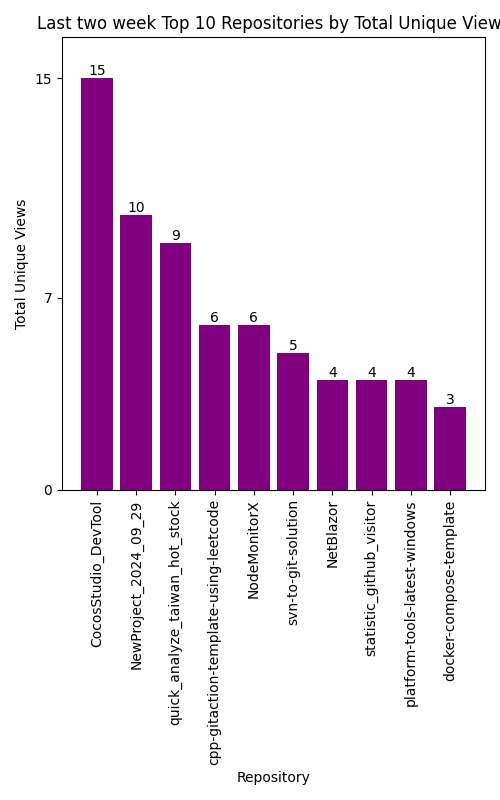 Last two week Top 10 Repositories by Total Unique View
15
7
0
Total Unique Views
15
10
9
6
6
5
4
4
4
3
CocosStudio_DevTool
NewProject_2024_09_29
quick_analyze_taiwan_hot_stock
cpp-gitaction-template-using-leetcode
NodeMonitorX
svn-to-git-solution
NetBlazor
statistic_github_visitor
platform-tools-latest-windows
docker-compose-template
Repository